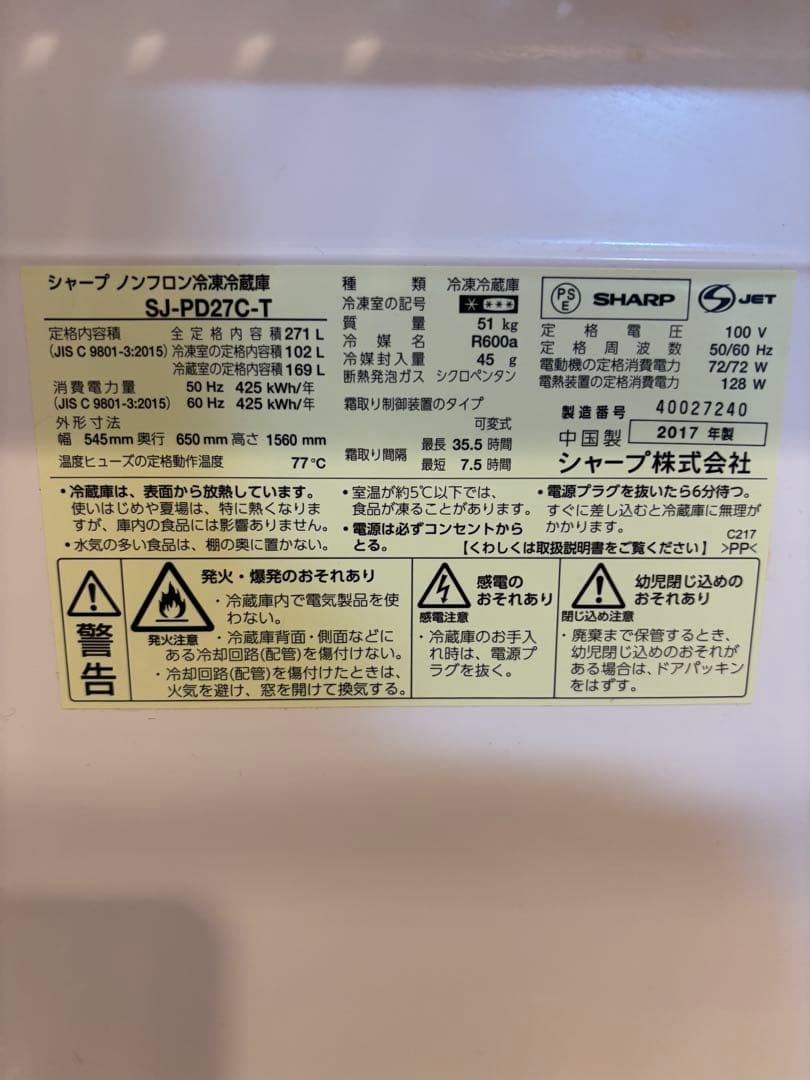 シャープ ノンフロン冷凍冷蔵庫
SJ-PD27C-T
定格内容積 全定格内容積 271 L
(JIS C 9801-3:2015) 冷凍室の定格内容積 102 L
冷蔵室の定格内容積 169 L
消費電力量 50 Hz 425 kWh/年
(JIS C 9801-3:2015) 60 Hz 425 kWh/年
外形寸法
幅 545mm 奥行 650mm 高さ 1560 mm
温度ヒューズの定格動作温度 77℃
種類 冷凍冷蔵庫
冷凍室の記号
質量 51 kg
冷媒名 R600a
冷媒封入量 45 g
断熱発泡ガス シクロペンタン
霜取り制御装置のタイプ
可変式
霜取り間隔 最長 35.5 時間
最短 7.5 時間
PS E SHARP S JET
定格電圧 100 V
定格周波数 50/60 Hz
電動機の定格消費電力 72/72 W
電熱装置の定格消費電力 128 W
製造番号 40027240
中国製 2017 年製
シャープ株式会社
・冷蔵庫は、表面から放熱しています。
使いはじめや夏場は、特に熱くなりま
すが、庫内の食品には影響ありません。
・水気の多い食品は、棚の奥に置かない。
・室温が約5℃以下では、
食品が凍ることがあります。
・電源は必ずコンセントから
とる。
・電源プラグを抜いたら6分待つ。
すぐに差し込むと冷蔵庫に無理が
かかります。
C217
【くわしくは取扱説明書をご覧ください】 >PP<
警告
発火・爆発のおそれあり
発火注意
・冷蔵庫内で電気製品を使
わない。
・冷蔵庫背面・側面などに
ある冷却回路(配管)を傷付けない。
・冷却回路(配管)を傷付けたときは、
火気を避け、窓を開けて換気する。
感電の
おそれあり
感電注意
・冷蔵庫のお手入
れ時は、電源プ
ラグを抜く。
幼児閉じ込めの
おそれあり
閉じ込め注意
・廃棄まで保管するとき、
幼児閉じ込めのおそれが
ある場合は、ドアパッキン
をはずす。